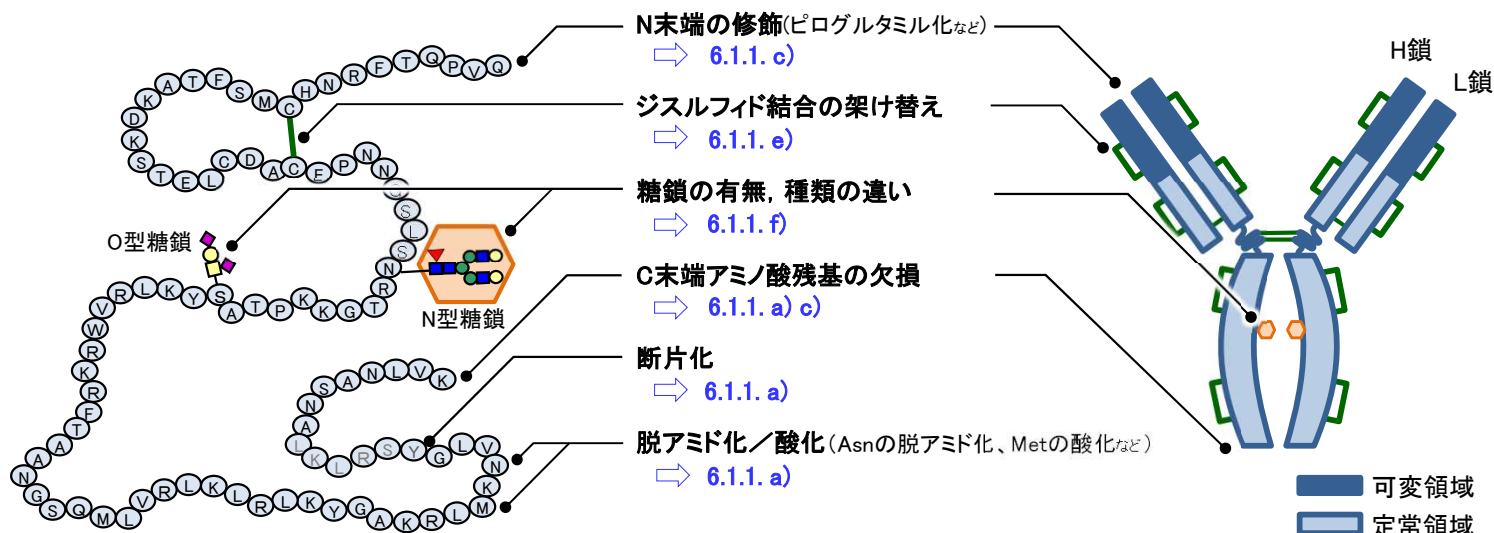 N末端の修飾(ピログルタミル化など)
⇨ 6.1.1. c)
ジスルフィド結合の架け替え
⇨ 6.1.1. e)
糖鎖の有無, 種類の違い
⇨ 6.1.1. f)
C末端アミノ酸残基の欠損
⇨ 6.1.1. a) c)
断片化
⇨ 6.1.1. a)
脱アミド化／酸化(Asnの脱アミド化、Metの酸化など)
⇨ 6.1.1. a)
O型糖鎖
N型糖鎖
Q V P Q T F R N H C M S F T A K D K S T E L C D A C E P N N
S L S N R T G K K P T A S Y K L R V W R K R F T A A N G S Q M L V R L K L R L K Y G A K R L M K N V L G Y S R L K L A N S A N L V K
H鎖
L鎖
可変領域
定常領域